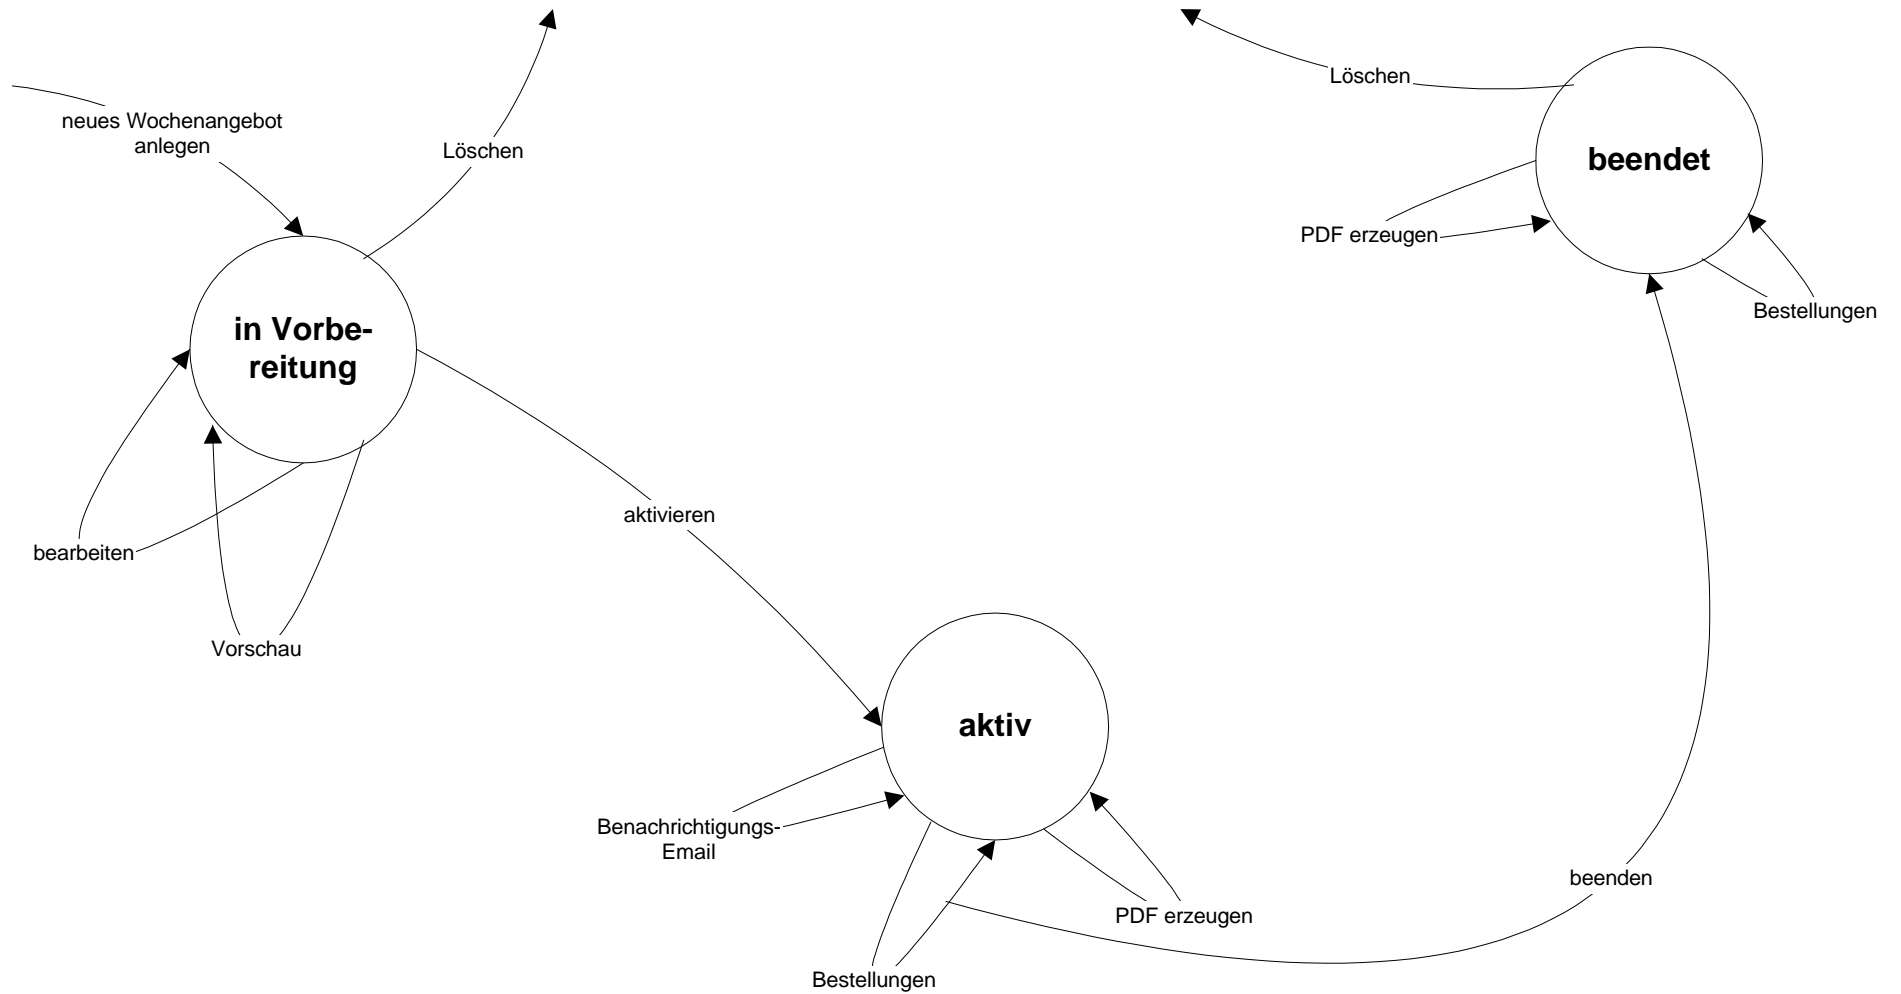 neues Wochenangebot
anlegen
Löschen
Löschen
beendet
PDF erzeugen
Bestellungen
in Vorbe-
reitung
bearbeiten
aktivieren
Vorschau
aktiv
Benachrichtigungs-
Email
beenden
PDF erzeugen
Bestellungen